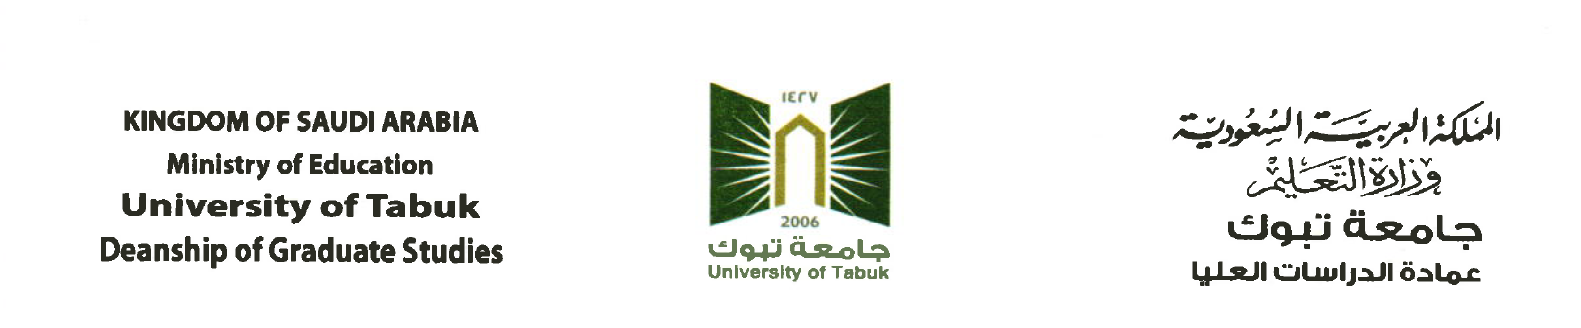 KINGDOM OF SAUDI ARABIA
Ministry of Education
University of Tabuk
Deanship of Graduate Studies
١٤٢٧
2006
جامعة تبوك
University of Tabuk
المملكة العربية السعودية
وزارة التعليم
جامعة تبوك
عمادة الدراسات العليا